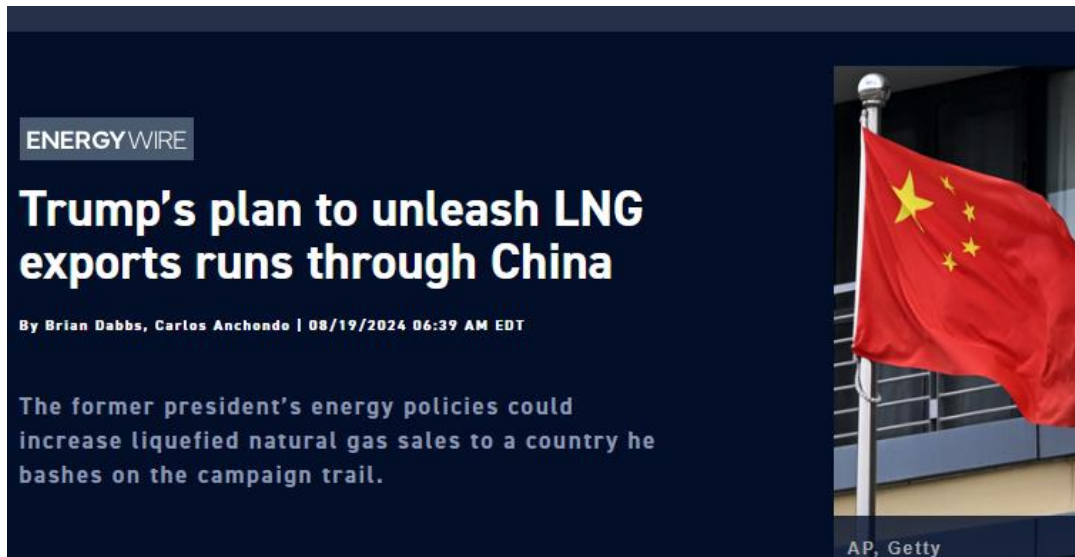 ENERGYWIRE
Trump's plan to unleash LNG
exports runs through China
By Brian Dabbs, Carlos Anchondo | 08/19/2024 06:39 AM EDT
The former president's energy policies could
increase liquefied natural gas sales to a country he
bashes on the campaign trail.
AP, Getty